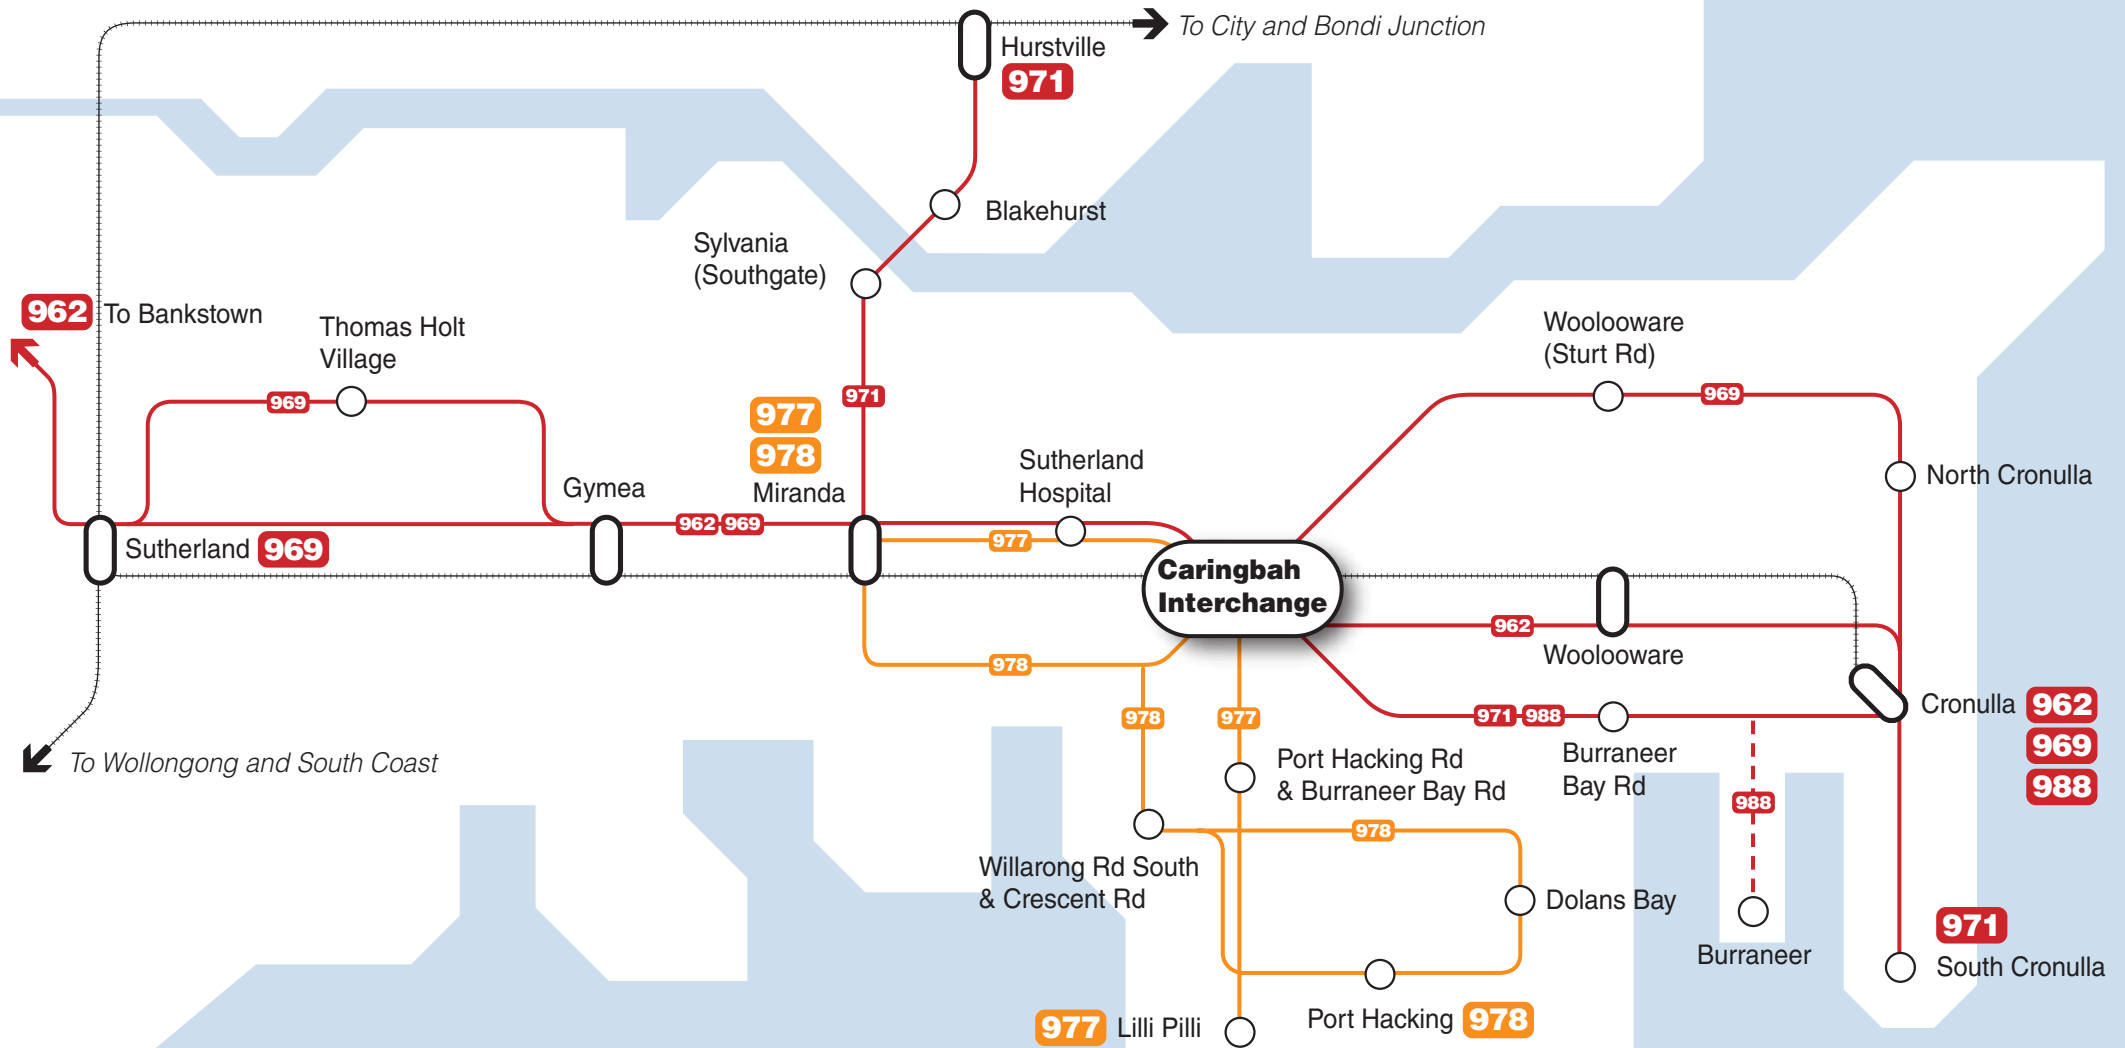 To City and Bondi Junction
Hurstville
971
Blakehurst
Sylvania
(Southgate)
962 To Bankstown
Thomas Holt
Village
969
971
977
978
Miranda
Gymea
962 969
Sutherland 969
Sutherland
Hospital
977
Caringbah
Interchange
Woolooware
(Sturt Rd)
969
North Cronulla
962
Woolooware
978
Cronulla 962
969
988
971 988
Burraneer
Bay Rd
978
977
To Wollongong and South Coast
Port Hacking Rd
& Burraneer Bay Rd
988
978
Willarong Rd South
& Crescent Rd
Dolans Bay
Burraneer
971
South Cronulla
Port Hacking 978
977 Lilli Pilli